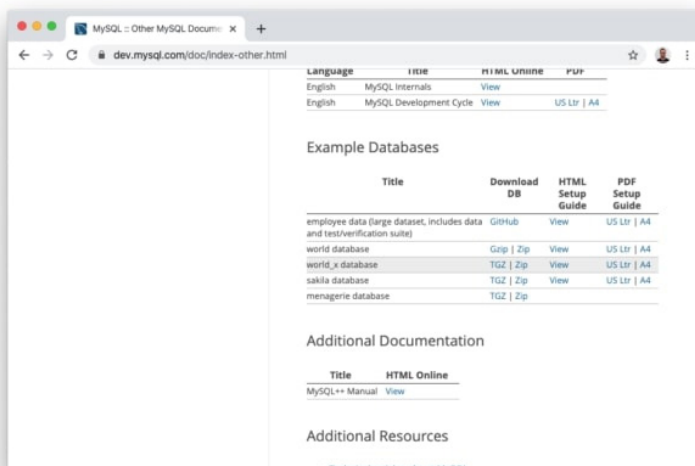 MySQL :: Other MySQL Docume
dev.mysql.com/doc/index-other.html
Language Title HTML Online PDF
English MySQL Internals View
English MySQL Development Cycle View US Ltr | A4
Example Databases
Title Download DB HTML Setup Guide PDF Setup Guide
employee data (large dataset, includes data and test/verification suite) GitHub View US Ltr | A4
world database Gzip | Zip View US Ltr | A4
world_x database TGZ | Zip View US Ltr | A4
sakila database TGZ | Zip View US Ltr | A4
menagerie database TGZ | Zip
Additional Documentation
Title HTML Online
MySQL++ Manual View
Additional Resources